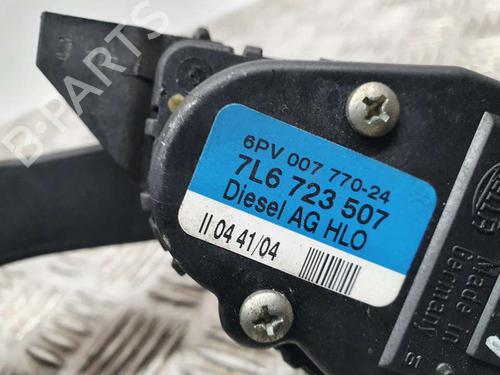 B-PARTS
6PV 007 770-24
7L6 723 507
Diesel AG HLO
II 04 41/04
Made in
Germany
01